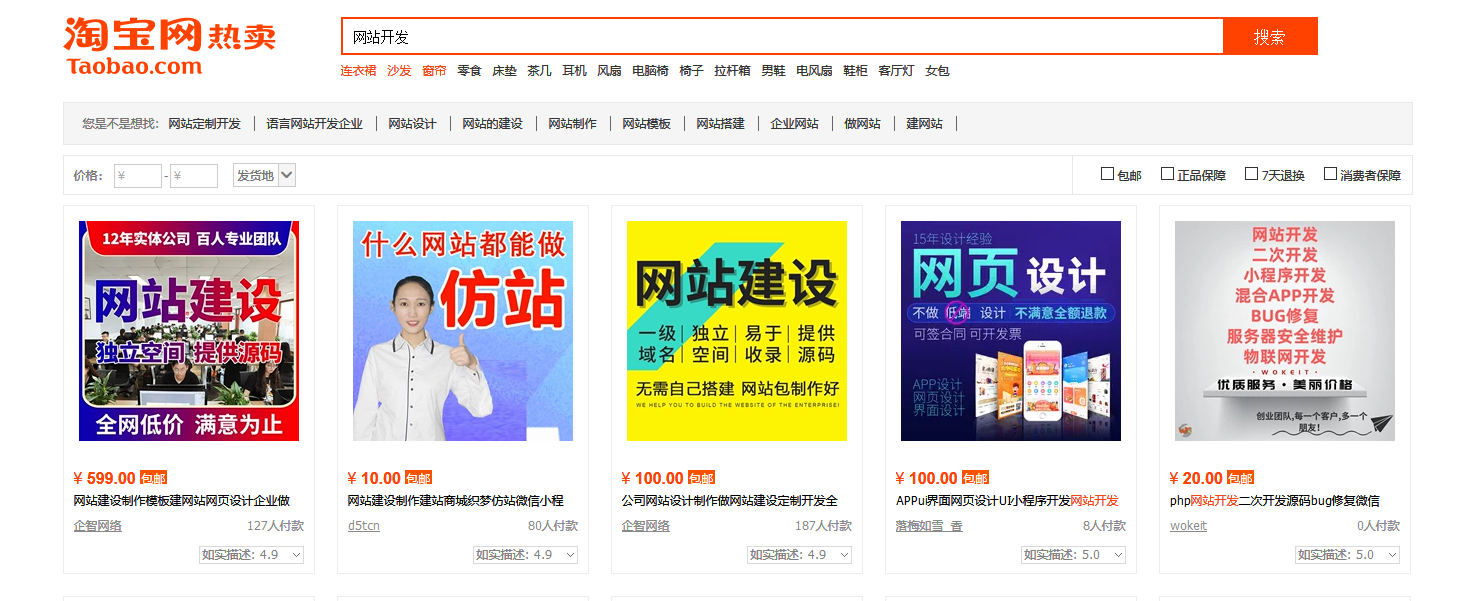 淘宝网热卖
Taobao.com
网站开发
搜索
连衣裙 沙发 窗帘 零食 床垫 茶几 耳机 风扇 电脑椅 椅子 拉杆箱 男鞋 电风扇 鞋柜 客厅灯 女包
您是不是想找: 网站定制开发 | 语言网站开发企业 | 网站设计 | 网站的建设 | 网站制作 | 网站模板 | 网站搭建 | 企业网站 | 做网站 | 建网站 |
价格: ¥ - ¥ 发货地 包邮 正品保障 7天退换 消费者保障
12年实体公司 百人专业团队
网站建设
独立空间 提供源码
全网低价 满意为止
¥ 599.00 包邮
网站建设制作模板建网站网页设计企业做
企智网络 127人付款
如实描述: 4.9
什么网站都能做
仿站
¥ 10.00 包邮
网站建设制作建站商城织梦仿站微信小程
d5tcn 80人付款
如实描述: 4.9
网站建设
一级 | 独立 | 易于 | 提供
域名 | 空间 | 收录 | 源码
无需自己搭建 网站包制作好
WE HELP YOU TO BUILD THE WEBSITE OF THE ENTERPRISE!
¥ 100.00 包邮
公司网站设计制作做网站建设定制开发全
企智网络 187人付款
如实描述: 4.9
15年设计经验
网页设计
不做 低端 设计 不满意全额退款
可签合同 可开发票
APP设计
网页设计
界面设计
¥ 100.00 包邮
APPu界面网页设计UI小程序开发网站开发
落梅如雪_香 8人付款
如实描述: 5.0
网站开发
二次开发
小程序开发
混合APP开发
BUG修复
服务器安全维护
物联网开发
·WOKEIT·
优质服务·美丽价格
创业团队,每一个客户,多一个
朋友!
¥ 20.00 包邮
php网站开发二次开发源码bug修复微信
wokeit 0人付款
如实描述: 5.0